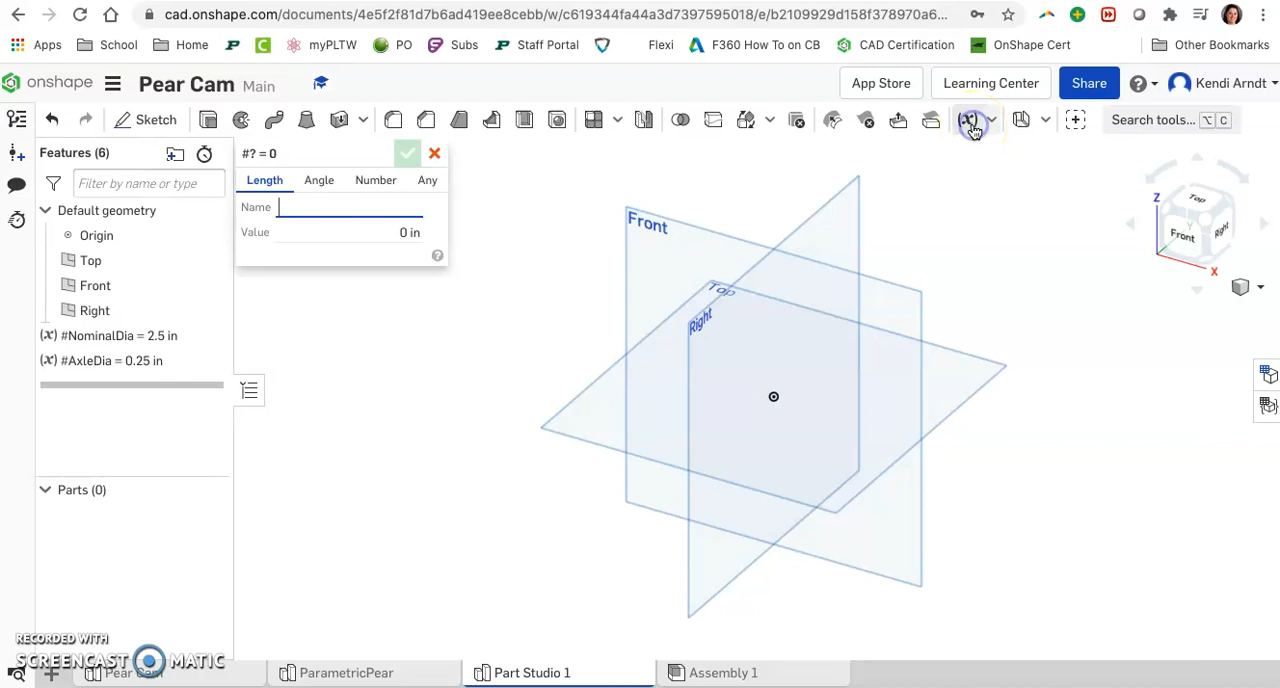 cad.onshape.com/documents/4e5f2f81d7b6ad419ee8cebb/w/c619344fa44a3d7397595018/e/b2109929d158f378970a6...
Apps School Home myPLTW PO Subs Staff Portal Flexi F360 How To on CB CAD Certification OnShape Cert Other Bookmarks
onshape Pear Cam Main App Store Learning Center Share Kendi Arndt
Sketch Search tools... ⌥ C
Features (6)
#? = 0
Length Angle Number Any
Filter by name or type
Name
Value 0 in
Default geometry
Origin
Top
Front
Right
(x) #NominalDia = 2.5 in
(x) #AxleDia = 0.25 in
Front
Top
Right
Z
Top
Front
Right
Y
X
Parts (0)
RECORDED WITH
SCREENCAST MATIC
Pear Cam ParametricPear Part Studio 1 Assembly 1